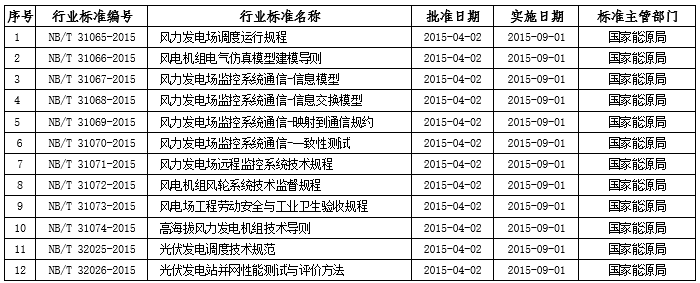 序号 行业标准编号 行业标准名称 批准日期 实施日期 标准主管部门
1 NB/T 31065-2015 风力发电场调度运行规程 2015-04-02 2015-09-01 国家能源局
2 NB/T 31066-2015 风电机组电气仿真模型建模导则 2015-04-02 2015-09-01 国家能源局
3 NB/T 31067-2015 风力发电场监控系统通信-信息模型 2015-04-02 2015-09-01 国家能源局
4 NB/T 31068-2015 风力发电场监控系统通信-信息交换模型 2015-04-02 2015-09-01 国家能源局
5 NB/T 31069-2015 风力发电场监控系统通信-映射到通信规约 2015-04-02 2015-09-01 国家能源局
6 NB/T 31070-2015 风力发电场监控系统通信-一致性测试 2015-04-02 2015-09-01 国家能源局
7 NB/T 31071-2015 风力发电场远程监控系统技术规程 2015-04-02 2015-09-01 国家能源局
8 NB/T 31072-2015 风电机组风轮系统技术监督规程 2015-04-02 2015-09-01 国家能源局
9 NB/T 31073-2015 风电场工程劳动安全与工业卫生验收规程 2015-04-02 2015-09-01 国家能源局
10 NB/T 31074-2015 高海拔风力发电机组技术导则 2015-04-02 2015-09-01 国家能源局
11 NB/T 32025-2015 光伏发电调度技术规范 2015-04-02 2015-09-01 国家能源局
12 NB/T 32026-2015 光伏发电站并网性能测试与评价方法 2015-04-02 2015-09-01 国家能源局